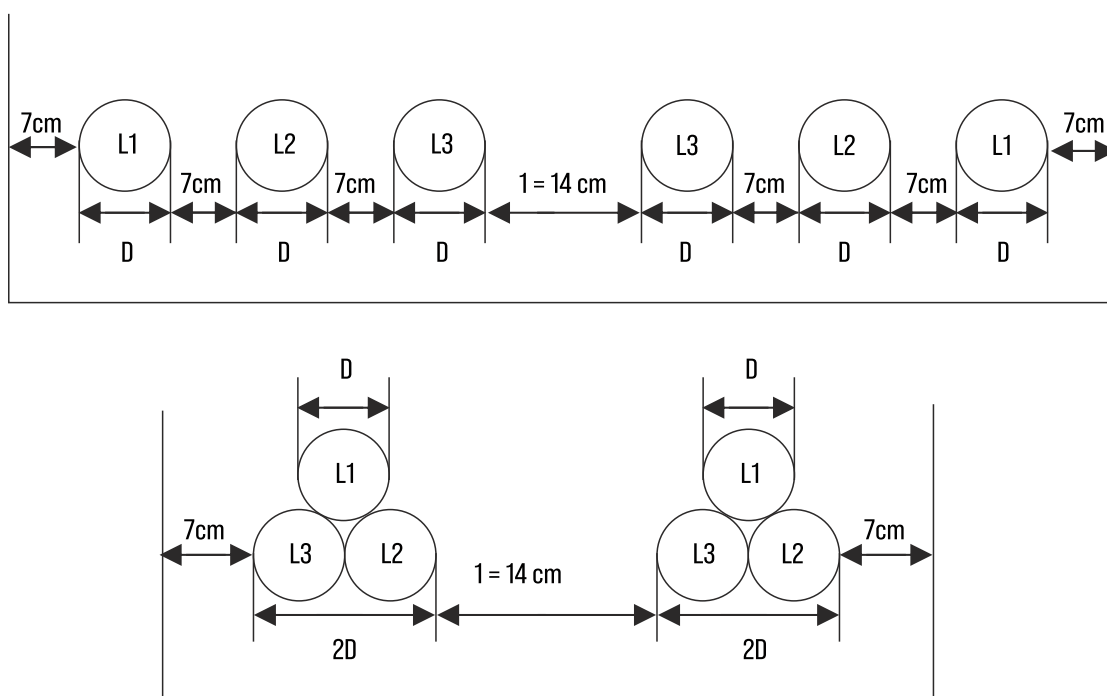 7cm L1 L2 L3 L3 L2 L1 7cm
7cm 7cm 1 = 14 cm 7cm 7cm
D D D D D D
D D
L1 L1
7cm L3 L2 L3 L2 7cm
1 = 14 cm
2D 2D